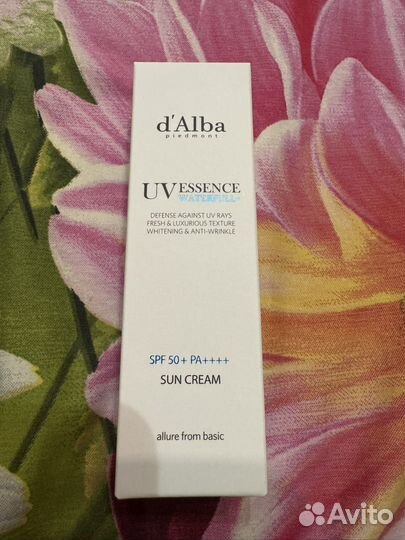 d'Alba
piedmont
UV ESSENCE
WATERFULL+
DEFENSE AGAINST UV RAYS
FRESH & LUXURIOUS TEXTURE
WHITENING & ANTI-WRINKLE
SPF 50+ PA++++
SUN CREAM
allure from basic
Avito